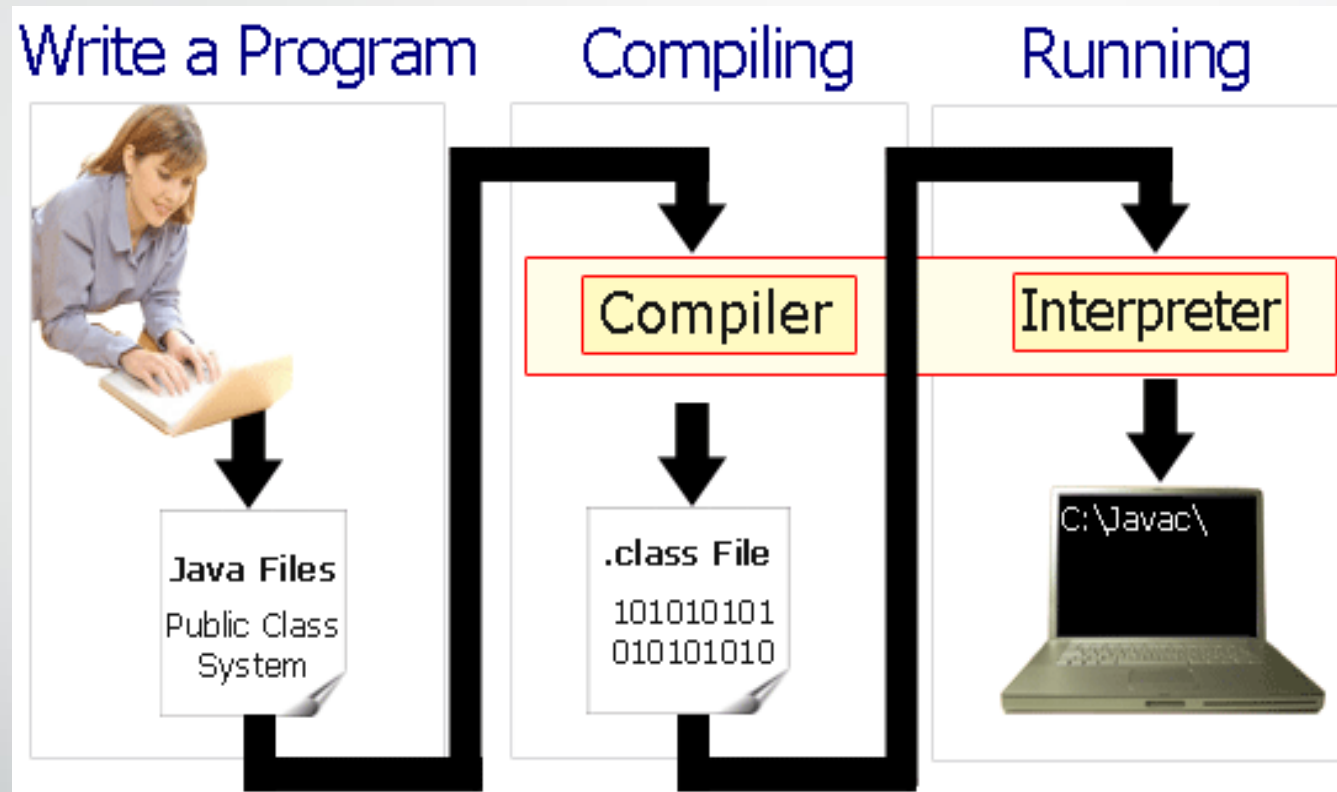 Write a Program
Compiling
Running
Java Files
Public Class
System
Compiler
.class File
101010101
010101010
Interpreter
C:\Javac\